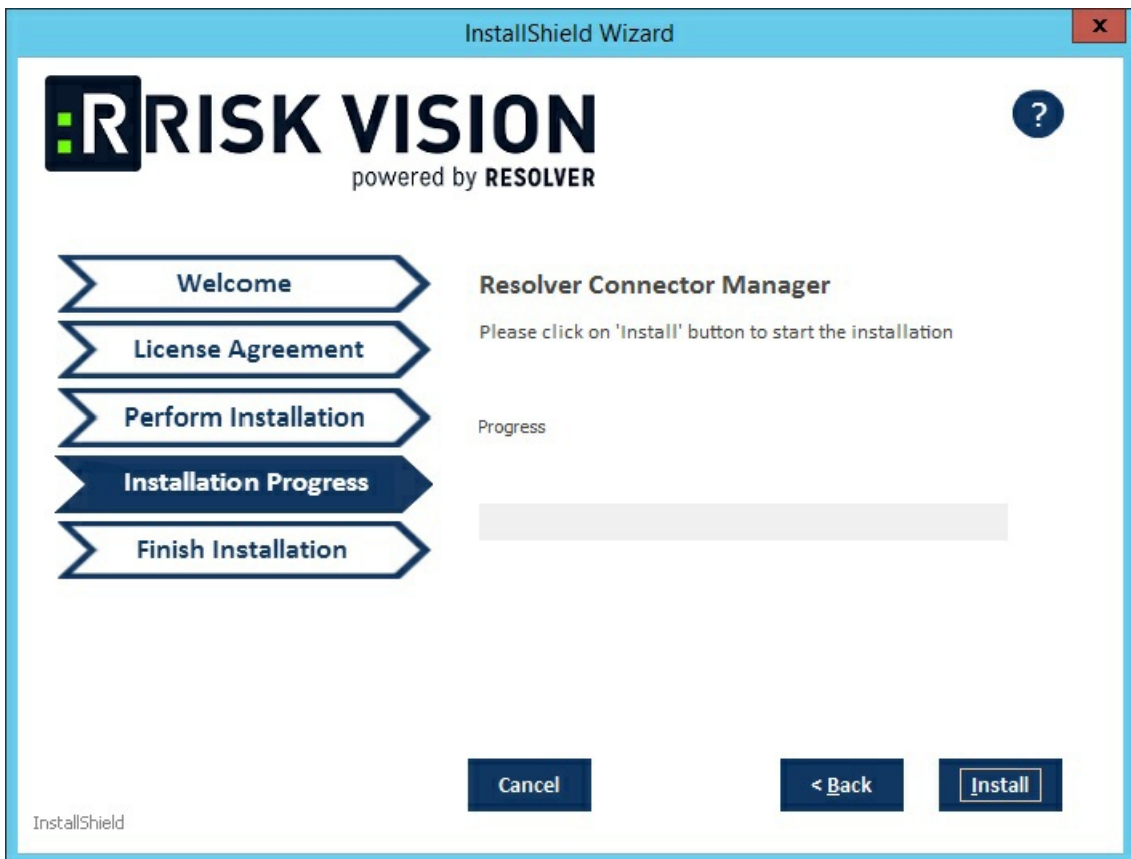 InstallShield Wizard
x
:R RISK VISION
powered by RESOLVER
?
Welcome
License Agreement
Perform Installation
Installation Progress
Finish Installation
Resolver Connector Manager
Please click on 'Install' button to start the installation
Progress
Cancel
< Back
Install
InstallShield